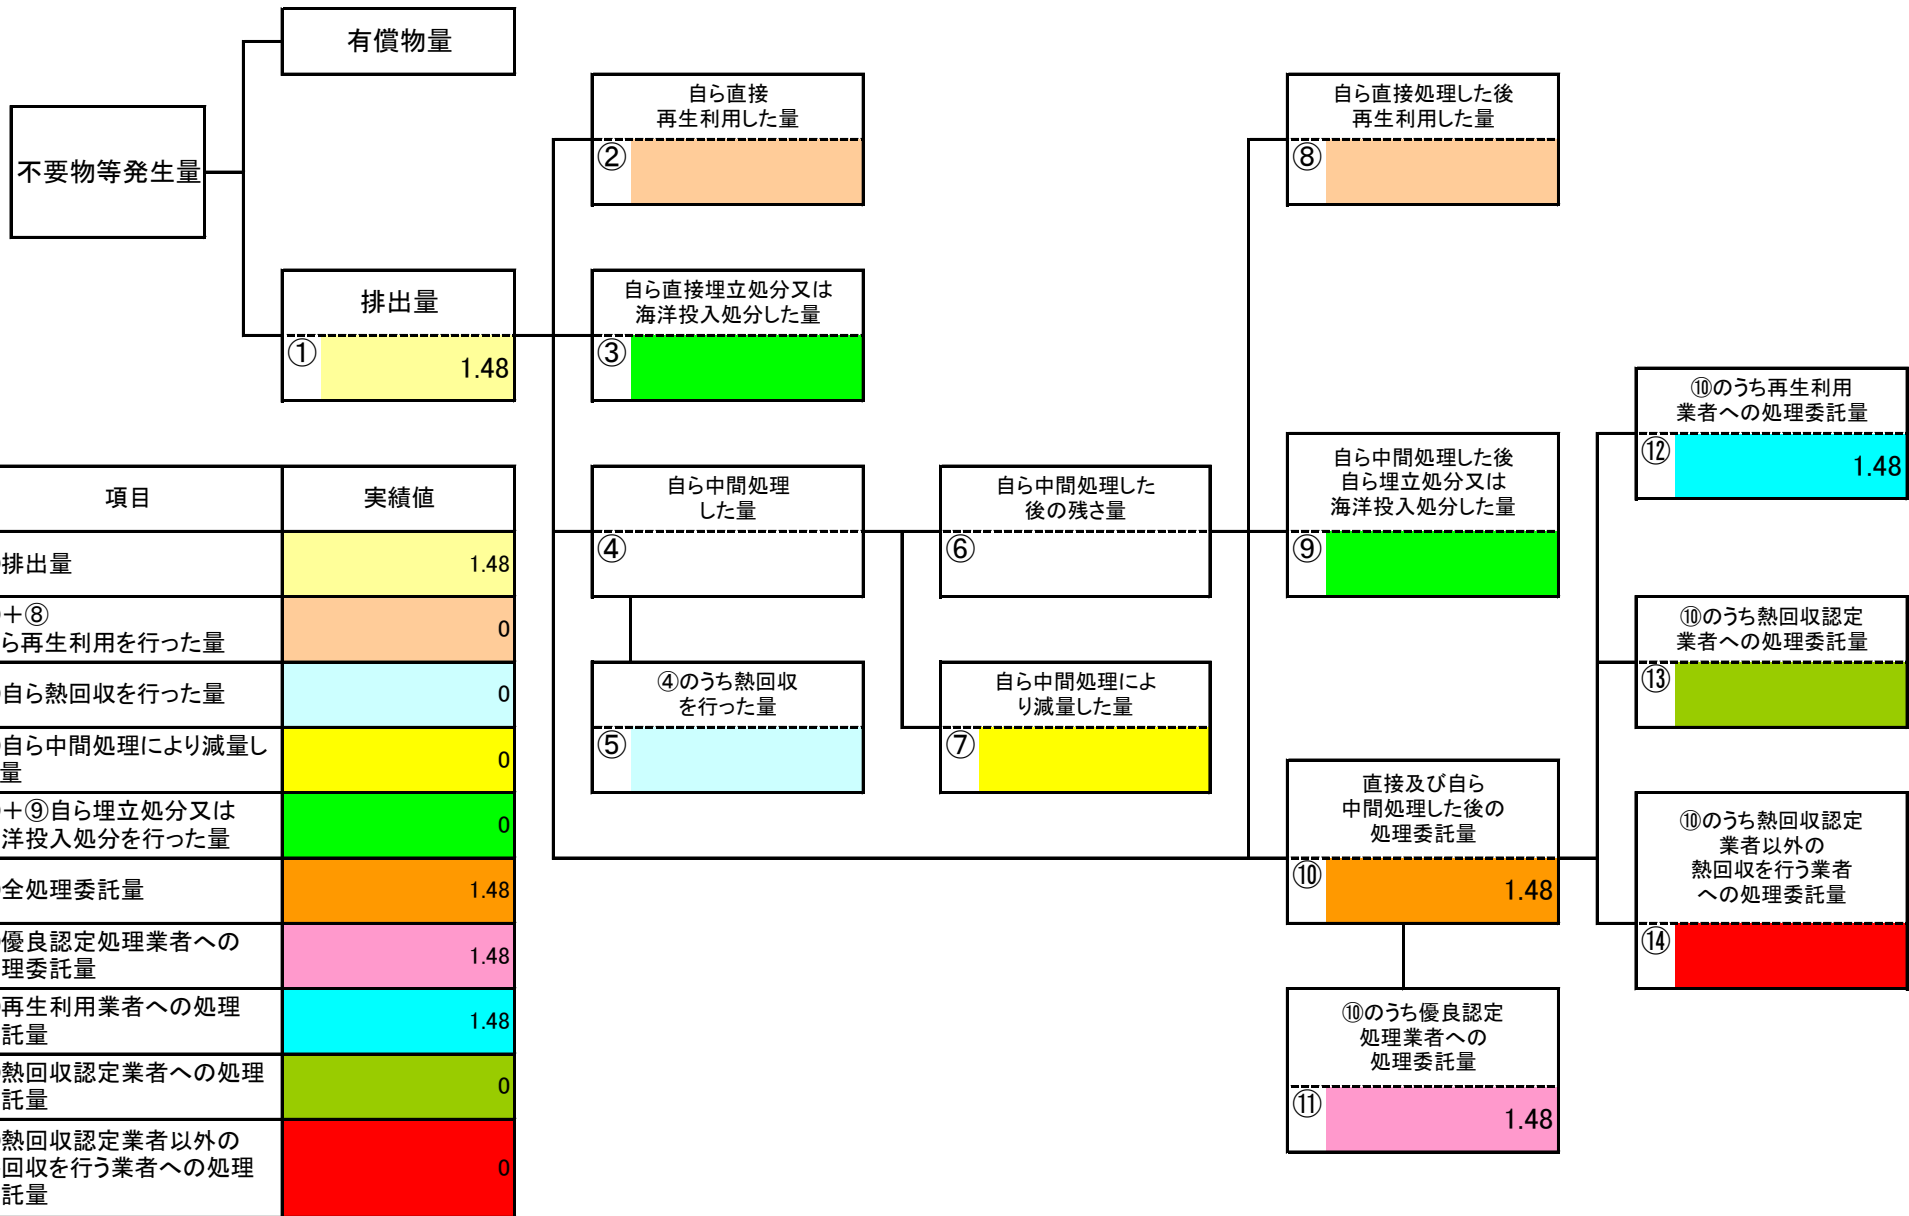 有償物量
不要物等発生量
排出量
①
1.48
自ら直接
再生利用した量
②
自ら直接埋立処分又は
海洋投入処分した量
③
自ら中間処理
した量
④
④のうち熱回収
を行った量
⑤
自ら中間処理した
後の残さ量
⑥
自ら中間処理によ
り減量した量
⑦
自ら直接処理した後
再生利用した量
⑧
自ら中間処理した後
自ら埋立処分又は
海洋投入処分した量
⑨
直接及び自ら
中間処理した後の
処理委託量
⑩
1.48
⑩のうち優良認定
処理業者への
処理委託量
⑪
1.48
⑩のうち再生利用
業者への処理委託量
⑫
1.48
⑩のうち熱回収認定
業者への処理委託量
⑬
⑩のうち熱回収認定
業者以外の
熱回収を行う業者
への処理委託量
⑭
項目 実績値
排出量 1.48
+⑧
ら再生利用を行った量 0
自ら熱回収を行った量 0
自ら中間処理により減量し
量 0
+⑨自ら埋立処分又は
洋投入処分を行った量 0
全処理委託量 1.48
優良認定処理業者への
理委託量 1.48
再生利用業者への処理
託量 1.48
熱回収認定業者への処理
託量 0
熱回収認定業者以外の
回収を行う業者への処理
託量 0